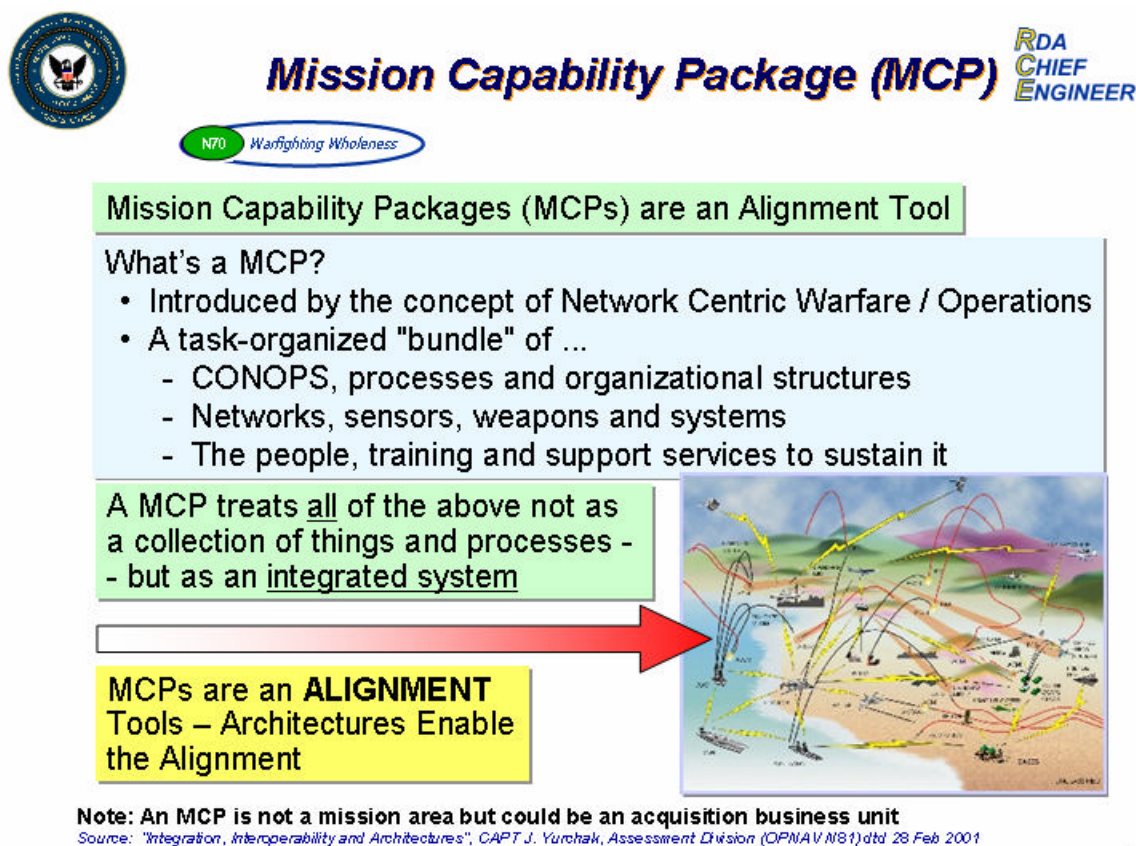 Mission Capability Package (MCP)
RDA
CHIEF
ENGINEER
N70 Warfighting Wholeness
Mission Capability Packages (MCPs) are an Alignment Tool
What's a MCP?
• Introduced by the concept of Network Centric Warfare / Operations
• A task-organized "bundle" of ...
- CONOPS, processes and organizational structures
- Networks, sensors, weapons and systems
- The people, training and support services to sustain it
A MCP treats all of the above not as
a collection of things and processes -
- but as an integrated system
MCPs are an ALIGNMENT
Tools – Architectures Enable
the Alignment
Note: An MCP is not a mission area but could be an acquisition business unit
Source: "Integration, Interoperability and Architectures", CAPT J. Yurchak, Assessment Division (OPNAV N81) dtd 28 Feb 2001